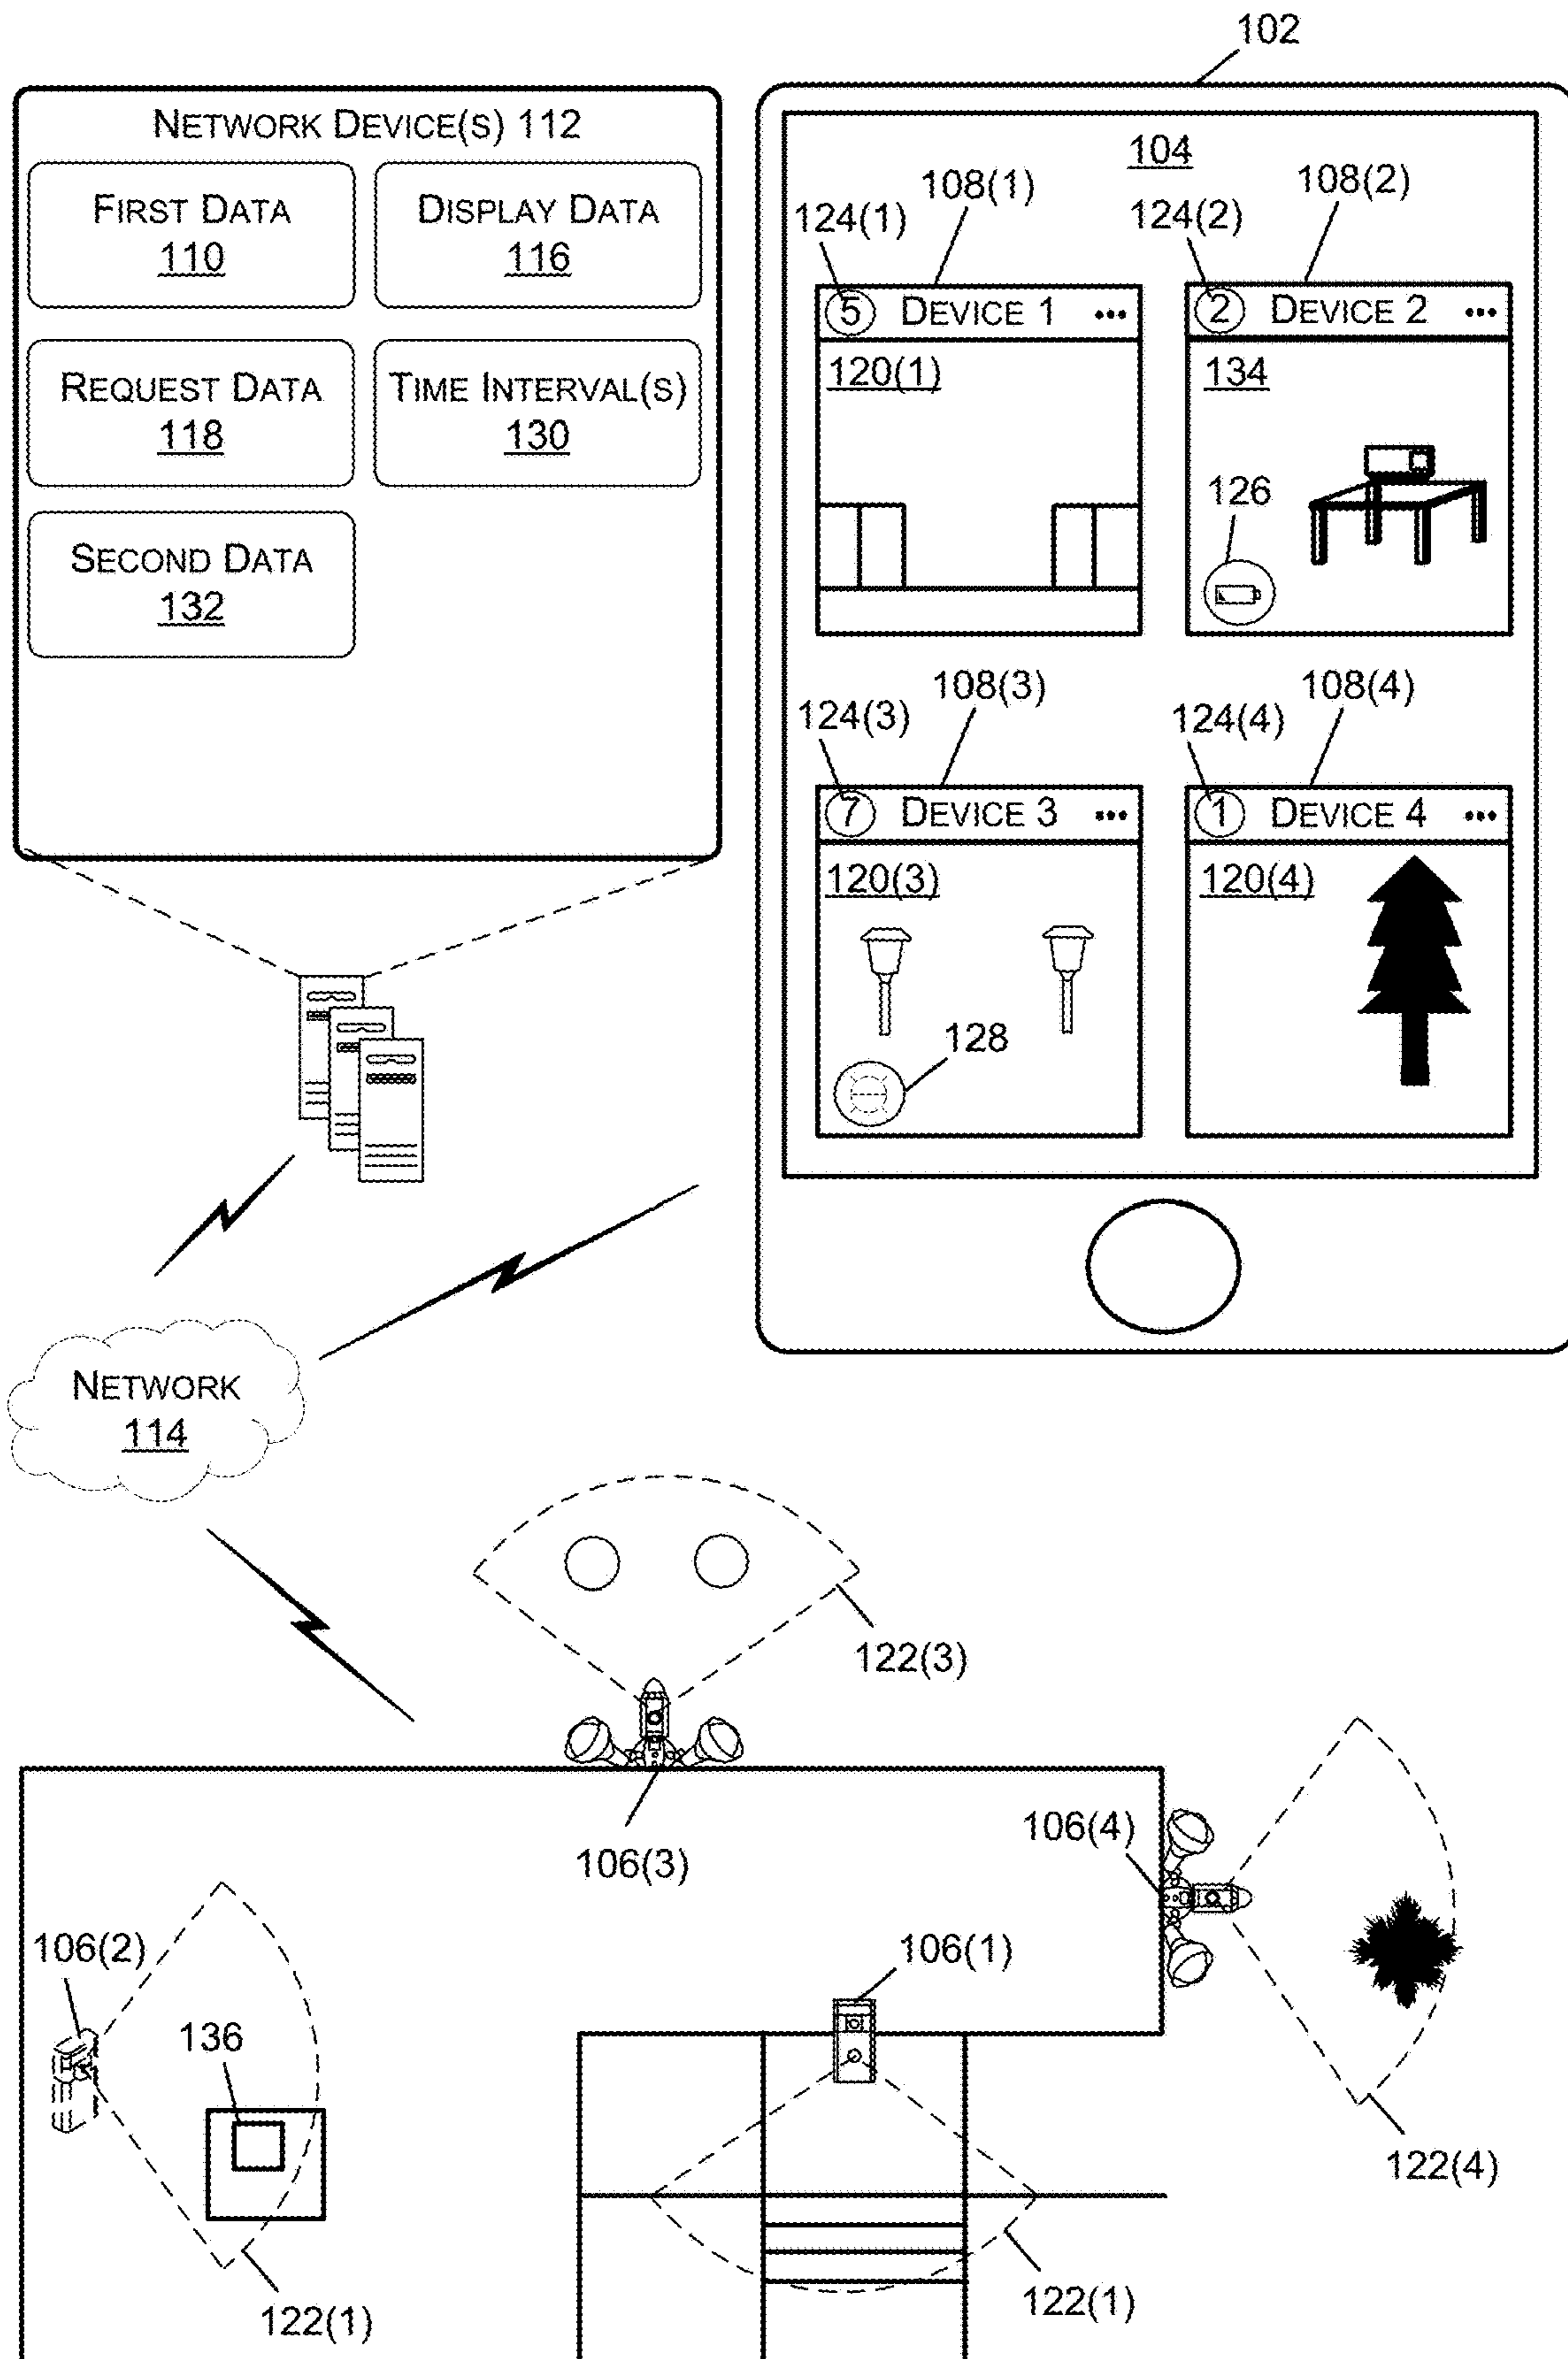 102
NETWORK DEVICE(S) 112
FIRST DATA
110
DISPLAY DATA
116
REQUEST DATA
118
TIME INTERVAL(S)
130
SECOND DATA
132
104
108(1)
108(2)
124(1)
124(2)
5 DEVICE 1 •••
2 DEVICE 2 •••
120(1)
134
126
108(3)
108(4)
124(3)
124(4)
7 DEVICE 3 •••
1 DEVICE 4 •••
120(3)
120(4)
128
NETWORK
114
122(3)
106(3)
106(4)
106(2)
106(1)
136
122(4)
122(1)
122(1)